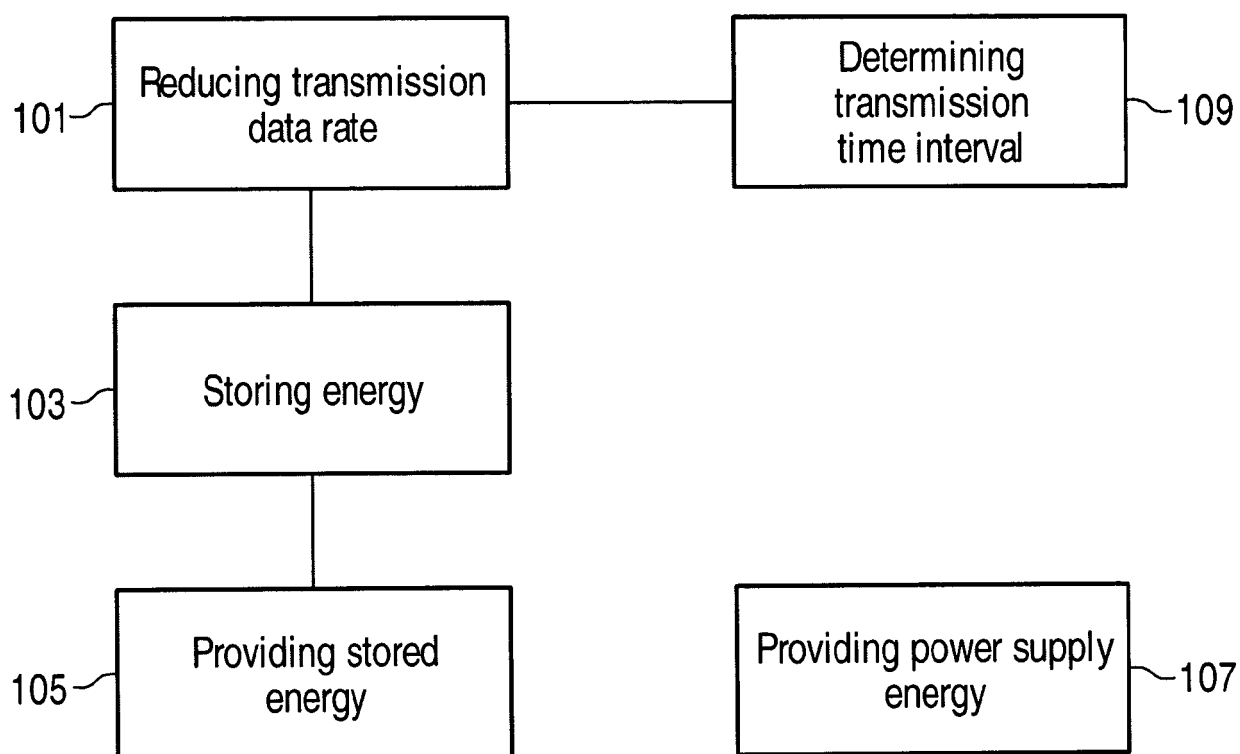 Reducing transmission
data rate
101
Determining
transmission
time interval
109
Storing energy
103
Providing stored
energy
105
Providing power supply
energy
107